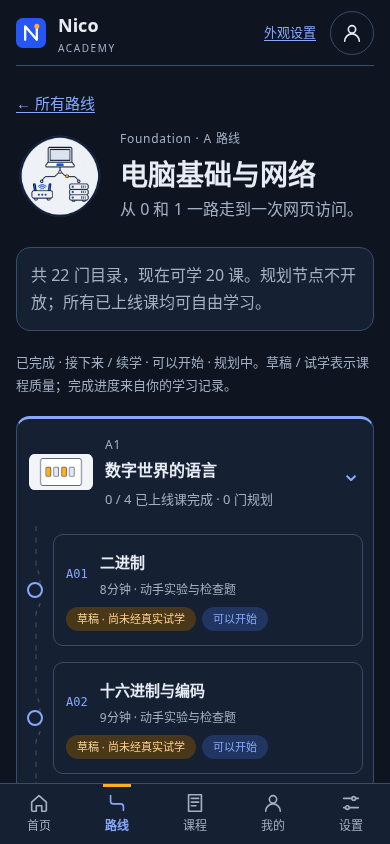 Nico
ACADEMY
外观设置
← 所有路线
Foundation · A 路线
电脑基础与网络
从 0 和 1 一路走到一次网页访问。
共 22 门目录，现在可学 20 课。规划节点不开
放；所有已上线课均可自由学习。
已完成 · 接下来 / 续学 · 可以开始 · 规划中。草稿 / 试学表示课
程质量；完成进度来自你的学习记录。
A1
数字世界的语言
0 / 4 已上线课完成 · 0 门规划
A01
二进制
8分钟 · 动手实验与检查题
草稿 · 尚未经真实试学
可以开始
A02
十六进制与编码
9分钟 · 动手实验与检查题
草稿 · 尚未经真实试学
可以开始
首页
路线
课程
我的
设置